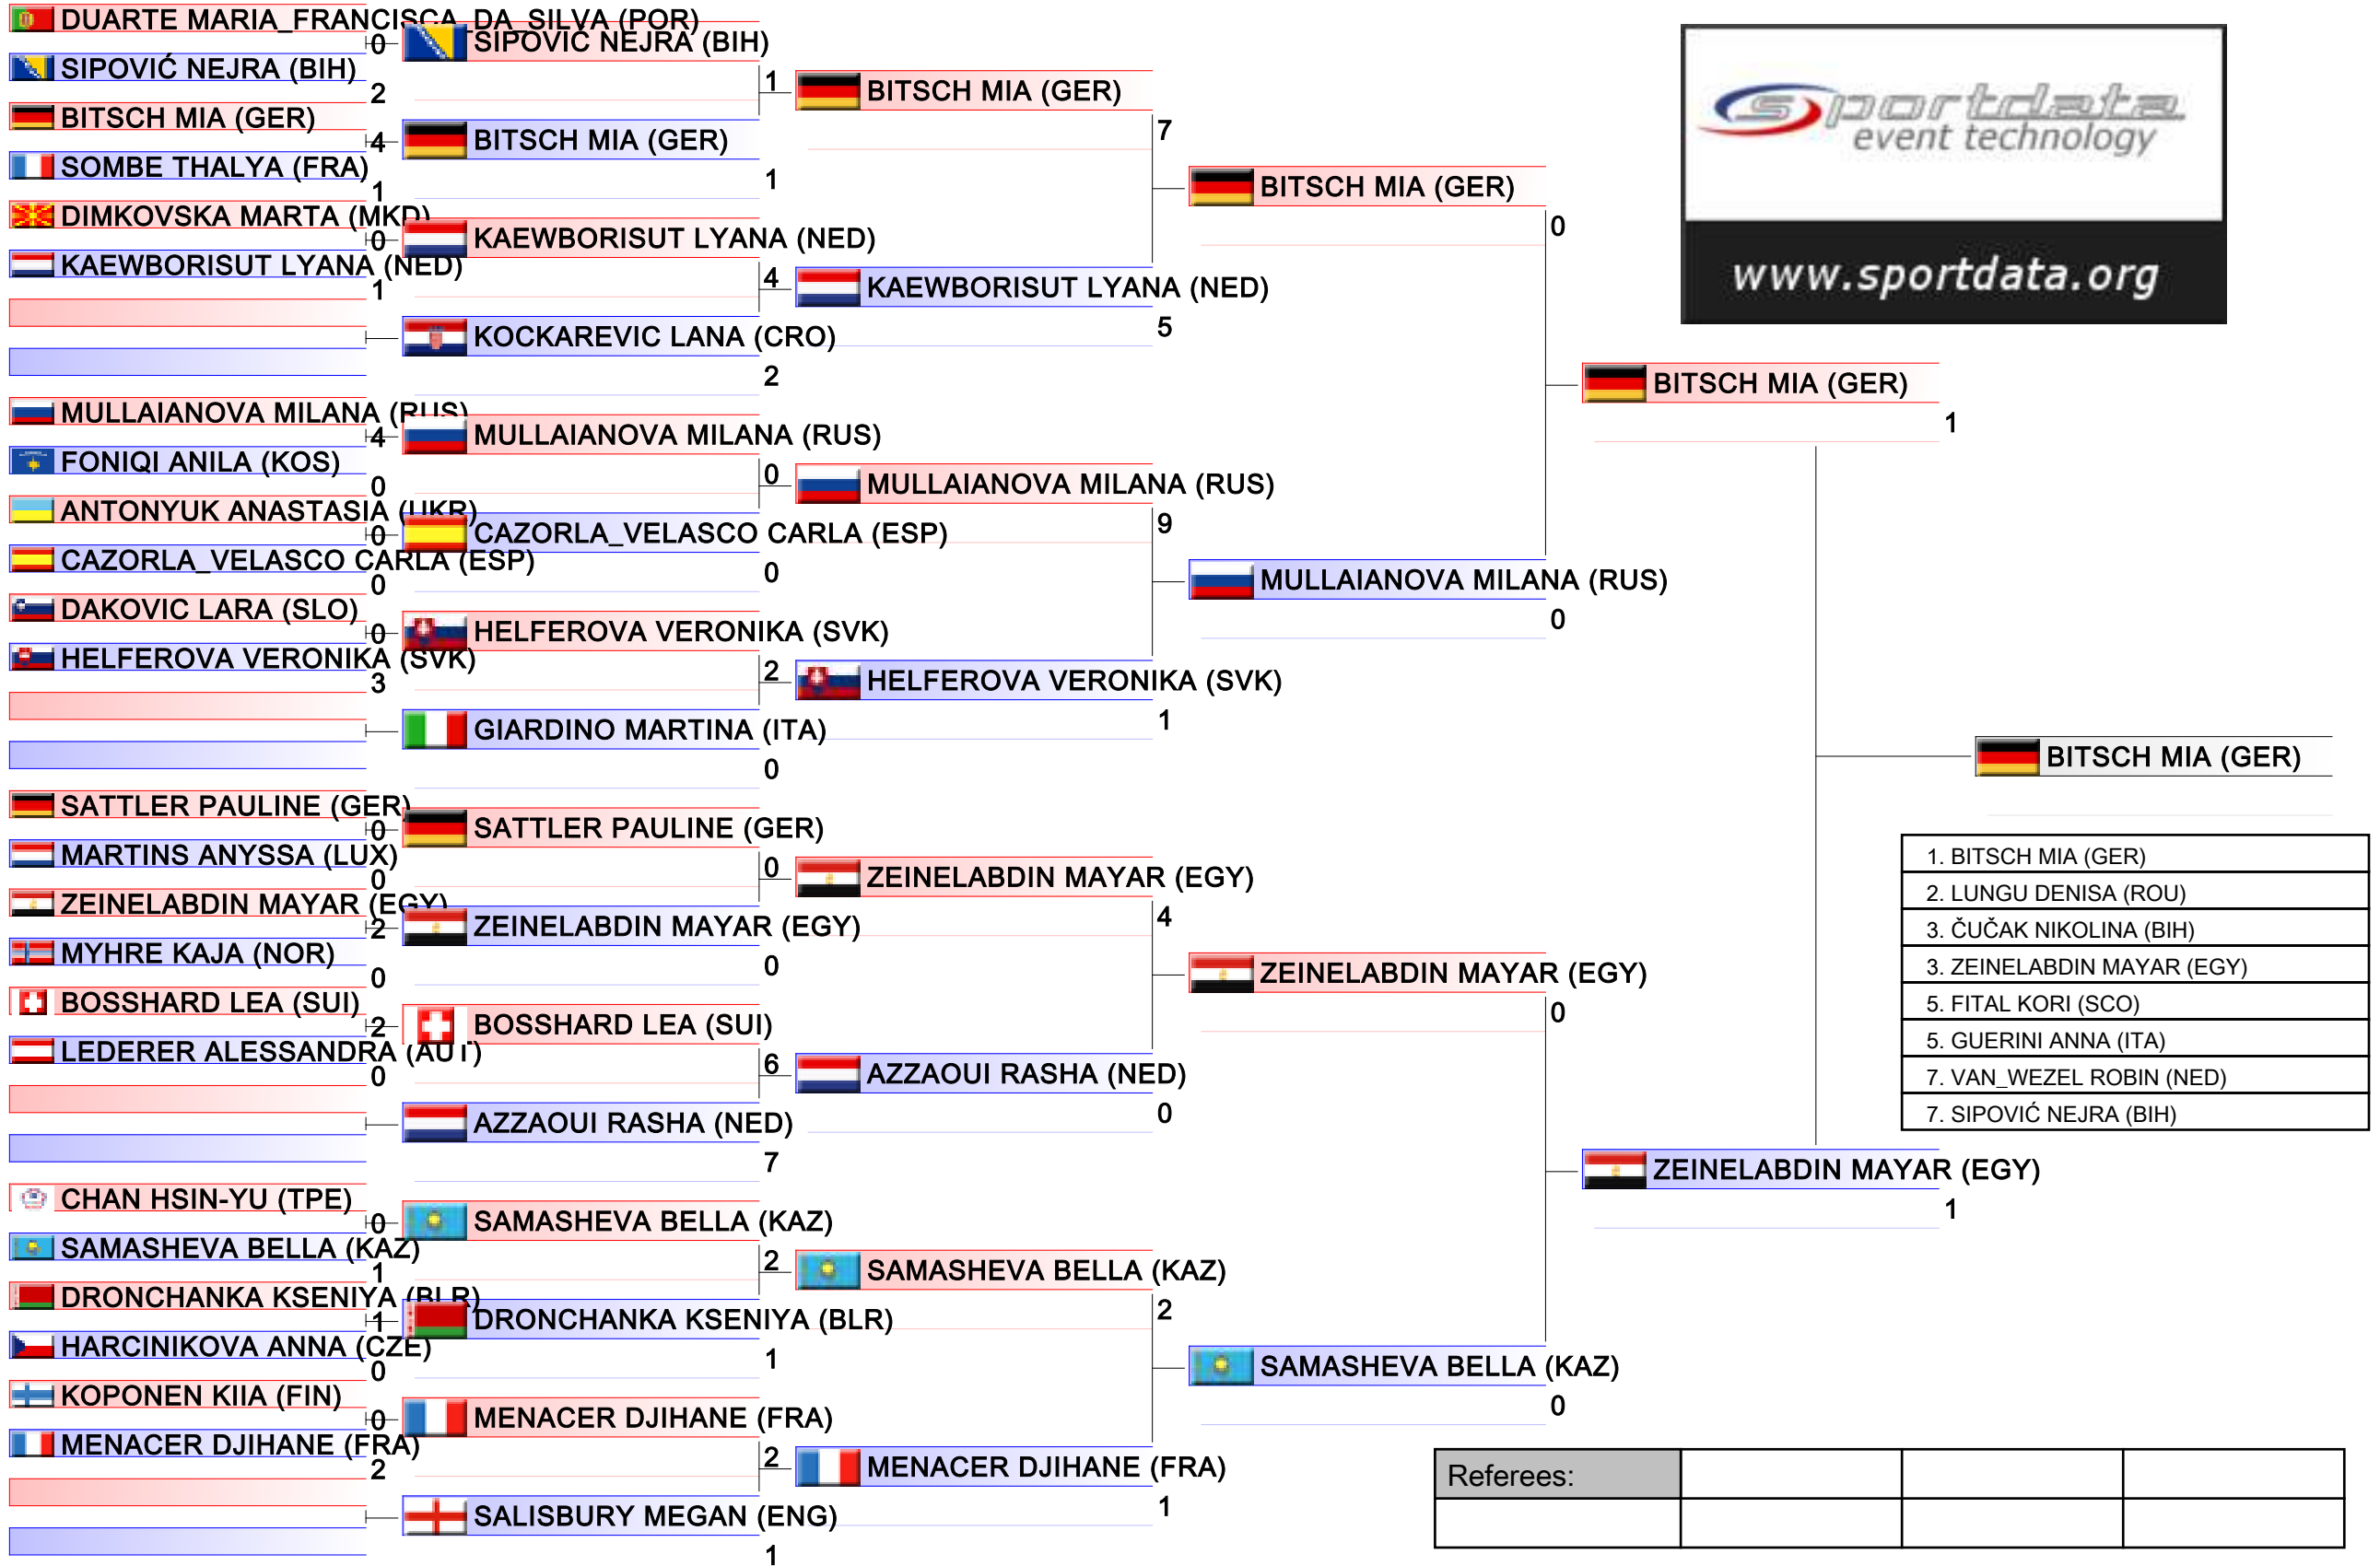 DUARTE MARIA_FRANCISCA_DA_SILVA (POR)
0
SIPOVIĆ NEJRA (BIH)
2
BITSCH MIA (GER)
4
SOMBE THALYA (FRA)
1
DIMKOVSKA MARTA (MKD)
0
KAEWBORISUT LYANA (NED)
1
MULLAIANOVA MILANA (RUS)
4
FONIQI ANILA (KOS)
0
ANTONYUK ANASTASIA (UKR)
0
CAZORLA_VELASCO CARLA (ESP)
0
DAKOVIC LARA (SLO)
0
HELFEROVA VERONIKA (SVK)
3
SATTLER PAULINE (GER)
0
MARTINS ANYSSA (LUX)
0
ZEINELABDIN MAYAR (EGY)
2
MYHRE KAJA (NOR)
0
BOSSHARD LEA (SUI)
2
LEDERER ALESSANDRA (AUT)
0
CHAN HSIN-YU (TPE)
0
SAMASHEVA BELLA (KAZ)
1
DRONCHANKA KSENIYA (BLR)
1
HARCINIKOVA ANNA (CZE)
0
KOPONEN KIIA (FIN)
0
MENACER DJIHANE (FRA)
2
SIPOVIĆ NEJRA (BIH)
1
BITSCH MIA (GER)
1
KAEWBORISUT LYANA (NED)
4
KOCKAREVIC LANA (CRO)
2
MULLAIANOVA MILANA (RUS)
0
CAZORLA_VELASCO CARLA (ESP)
0
HELFEROVA VERONIKA (SVK)
2
GIARDINO MARTINA (ITA)
0
SATTLER PAULINE (GER)
0
ZEINELABDIN MAYAR (EGY)
0
BOSSHARD LEA (SUI)
6
AZZAOUI RASHA (NED)
7
SAMASHEVA BELLA (KAZ)
2
DRONCHANKA KSENIYA (BLR)
1
MENACER DJIHANE (FRA)
2
SALISBURY MEGAN (ENG)
1
BITSCH MIA (GER)
7
KAEWBORISUT LYANA (NED)
5
MULLAIANOVA MILANA (RUS)
9
HELFEROVA VERONIKA (SVK)
1
ZEINELABDIN MAYAR (EGY)
4
AZZAOUI RASHA (NED)
0
SAMASHEVA BELLA (KAZ)
2
MENACER DJIHANE (FRA)
1
BITSCH MIA (GER)
0
MULLAIANOVA MILANA (RUS)
0
ZEINELABDIN MAYAR (EGY)
0
SAMASHEVA BELLA (KAZ)
0
BITSCH MIA (GER)
1
ZEINELABDIN MAYAR (EGY)
1
BITSCH MIA (GER)
sportdata
event technology
www.sportdata.org
1. BITSCH MIA (GER)
2. LUNGU DENISA (ROU)
3. ČUČAK NIKOLINA (BIH)
3. ZEINELABDIN MAYAR (EGY)
5. FITAL KORI (SCO)
5. GUERINI ANNA (ITA)
7. VAN_WEZEL ROBIN (NED)
7. SIPOVIĆ NEJRA (BIH)
Referees: